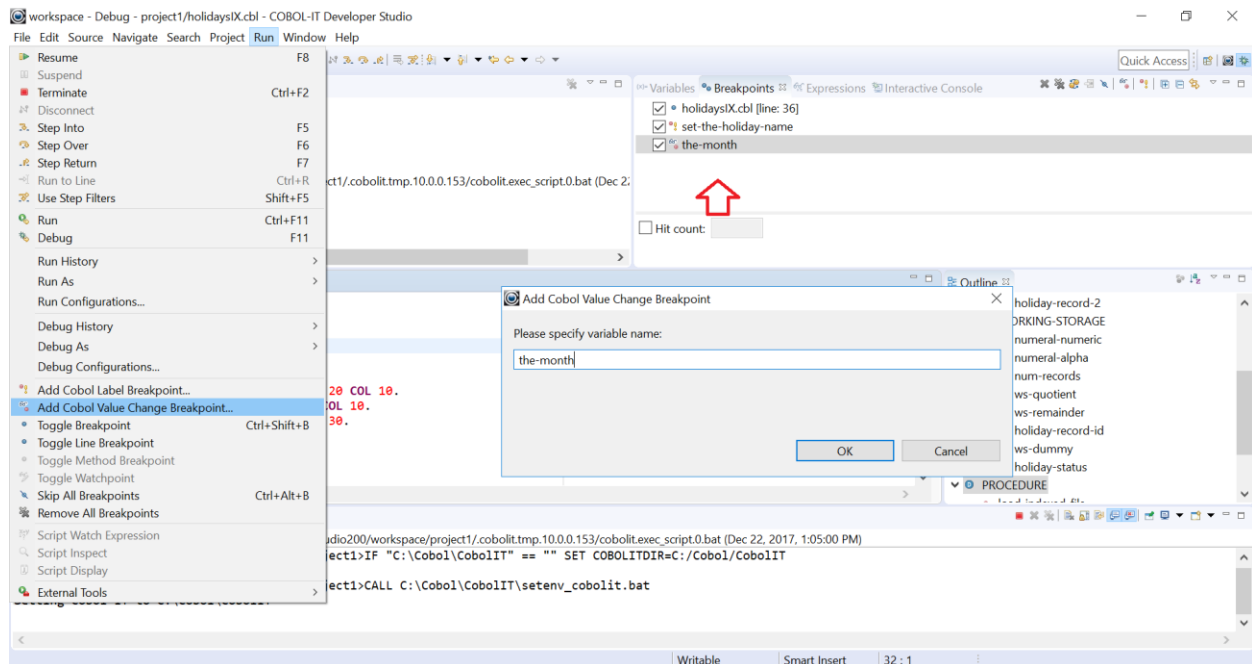 workspace - Debug - project1/holidaysIX.cbl - COBOL-IT Developer Studio
File Edit Source Navigate Search Project Run Window Help
Resume F8
Suspend
Terminate Ctrl+F2
Disconnect
Step Into F5
Step Over F6
Step Return F7
Run to Line Ctrl+R
Use Step Filters Shift+F5
Run Ctrl+F11
Debug F11
Run History
Run As
Run Configurations...
Debug History
Debug As
Debug Configurations...
Add Cobol Label Breakpoint...
Add Cobol Value Change Breakpoint...
Toggle Breakpoint Ctrl+Shift+B
Toggle Line Breakpoint
Toggle Method Breakpoint
Toggle Watchpoint
Skip All Breakpoints Ctrl+Alt+B
Remove All Breakpoints
Script Watch Expression
Script Inspect
Script Display
External Tools
Quick Access
Variables Breakpoints Expressions Interactive Console
holidaysIX.cbl [line: 36]
set-the-holiday-name
the-month
Hit count:
ect1/.cobolit.tmp.10.0.0.153/cobolit.exec_script.0.bat (Dec 2
20 COL 10.
COL 10.
30.
Add Cobol Value Change Breakpoint
Please specify variable name:
the-month
OK Cancel
Outline
holiday-record-2
ORKING-STORAGE
numeral-numeric
numeral-alpha
num-records
ws-quotient
ws-remainder
holiday-record-id
ws-dummy
holiday-status
PROCEDURE
udio200/workspace/project1/.cobolit.tmp.10.0.0.153/cobolit.exec_script.0.bat (Dec 22, 2017, 1:05:00 PM)
ject1>IF "C:\Cobol\CobolIT" == "" SET COBOLITDIR=C:/Cobol/CobolIT
ject1>CALL C:\Cobol\CobolIT\setenv_cobolit.bat
Writable Smart Insert 32 : 1